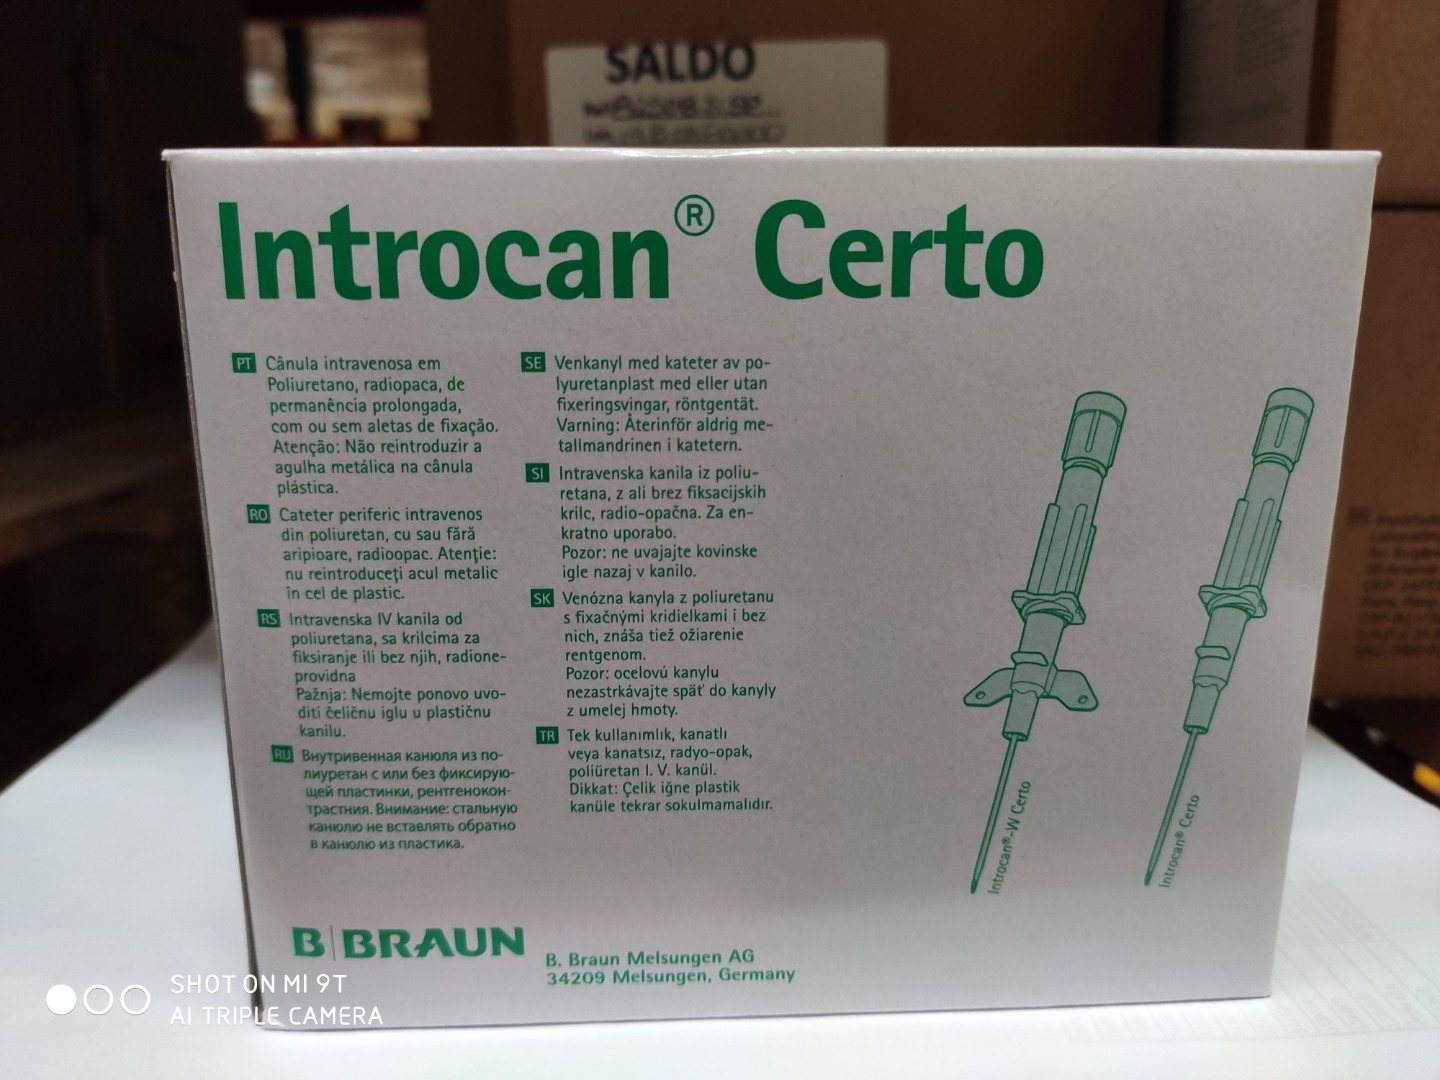 SALDO
Introcan® Certo
PT Cânula intravenosa em
Poliuretano, radiopaca, de
permanência prolongada,
com ou sem aletas de fixação.
Atenção: Não reintroduzir a
agulha metálica na cânula
plástica.
RO Cateter periferic intravenos
din poliuretan, cu sau fără
aripioare, radioopac. Atenţie:
nu reintroduceţi acul metalic
în cel de plastic.
RS Intravenska IV kanila od
poliuretana, sa krilcima za
fiksiranje ili bez njih, radione-
providna
Pažnja: Nemojte ponovo uvo-
diti čeličnu iglu u plastičnu
kanilu.
RU Внутривенная канюля из по-
лиуретан с или без фиксирую-
щей пластинки, рентгенокон-
трастния. Внимание: стальную
канюлю не вставлять обратно
в канюлю из пластика.
SE Venkanyl med kateter av po-
lyuretanplast med eller utan
fixeringsvingar, röntgentät.
Varning: Återinför aldrig me-
tallmandrinen i katetern.
SI Intravenska kanila iz poliu-
retana, z ali brez fiksacijskih
krilc, radio-opačna. Za en-
kratno uporabo.
Pozor: ne uvajajte kovinske
igle nazaj v kanilo.
SK Venózna kanyla z poliuretanu
s fixačnými kridielkami i bez
nich, znáša tiež ožiarenie
rentgenom.
Pozor: ocelovú kanylu
nezastrkávajte späť do kanyly
z umelej hmoty.
TR Tek kullanımlık, kanatlı
veya kanatsız, radyo-opak,
poliüretan I. V. kanül.
Dikkat: Çelik iğne plastik
kanüle tekrar sokulmamalıdır.
Introcan®-W Certo
Introcan® Certo
B BRAUN
B. Braun Melsungen AG
34209 Melsungen, Germany
SHOT ON MI 9T
AI TRIPLE CAMERA